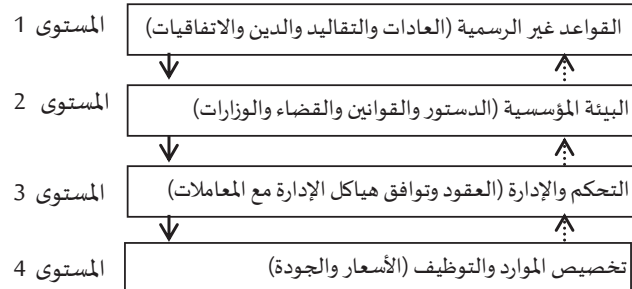 المستوى 1 القواعد غير الرسمية (العادات والتقاليد والدين والاتفاقيات)
المستوى 2 البيئة المؤسسية (الدستور والقوانين والقضاء والوزارات)
المستوى 3 التحكم والإدارة (العقود وتوافق هياكل الإدارة مع المعاملات)
المستوى 4 تخصيص الموارد والتوظيف (الأسعار والجودة)